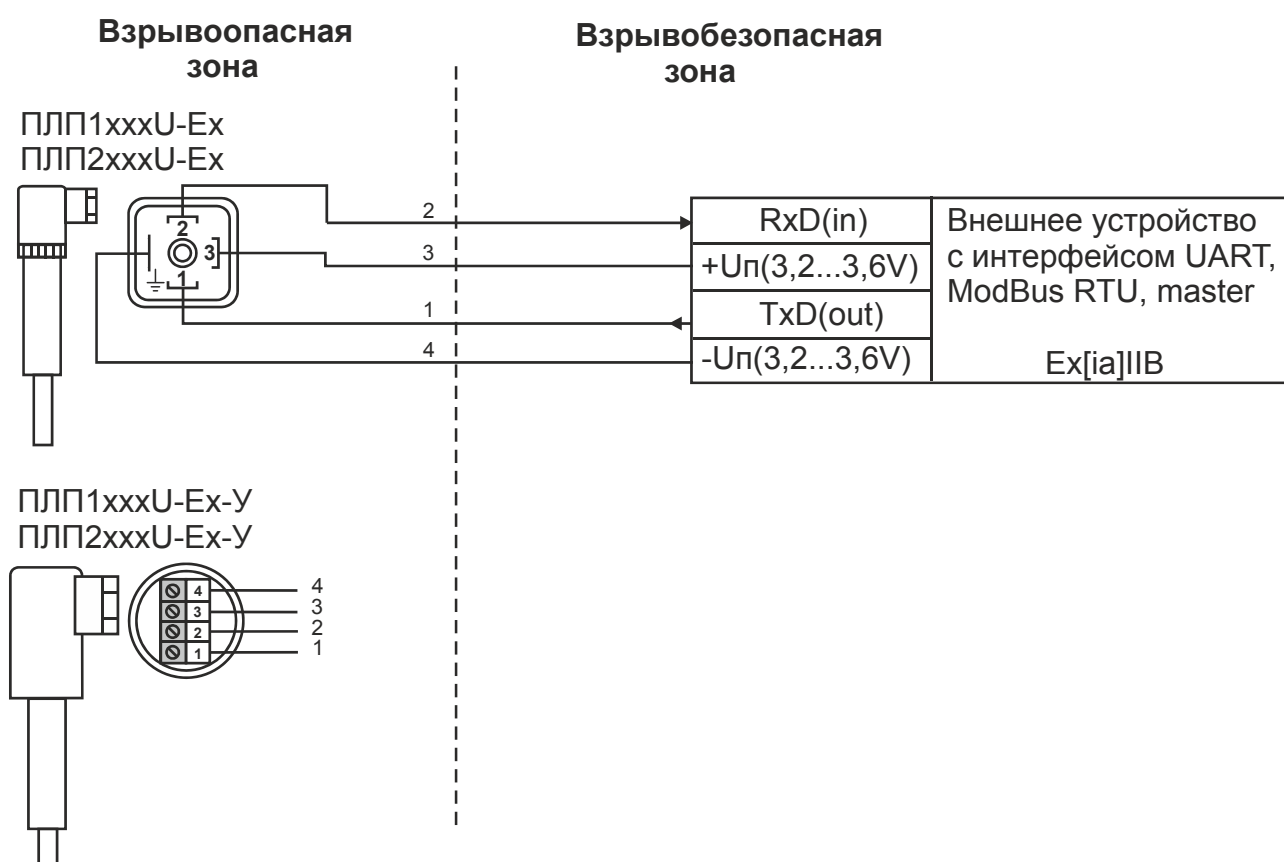 Взрывоопасная
зона
Взрывобезопасная
зона
ПЛП1xxxU-Ex
ПЛП2xxxU-Ex
2
3
1
2
3
1
4
RxD(in)
+Uп(3,2...3,6V)
TxD(out)
-Uп(3,2...3,6V)
Внешнее устройство
с интерфейсом UART,
ModBus RTU, master
Ex[ia]IIB
ПЛП1xxxU-Ex-У
ПЛП2xxxU-Ex-У
4 4
3 3
2 2
1 1